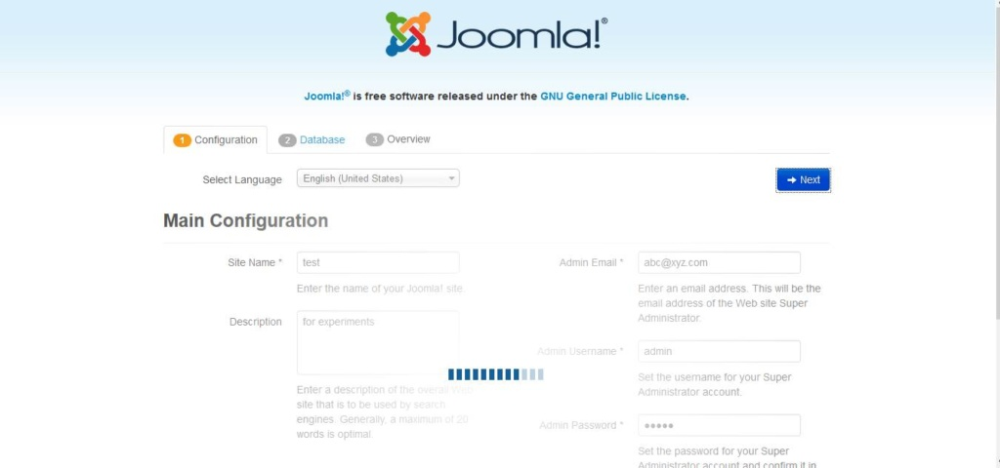 Joomla!®
Joomla!® is free software released under the GNU General Public License.
1 Configuration
2 Database
3 Overview
Select Language
English (United States)
Next
Main Configuration
Site Name *
test
Enter the name of your Joomla! site.
Description
for experiments
Enter a description of the overall Web
site that is to be used by search
engines. Generally, a maximum of 20
words is optimal.
Admin Email *
abc@xyz.com
Enter an email address. This will be the
email address of the Web site Super
Administrator.
Admin Username *
admin
Set the username for your Super
Administrator account.
Admin Password *
●●●●●
Set the password for your Super
Administrator account and confirm it in